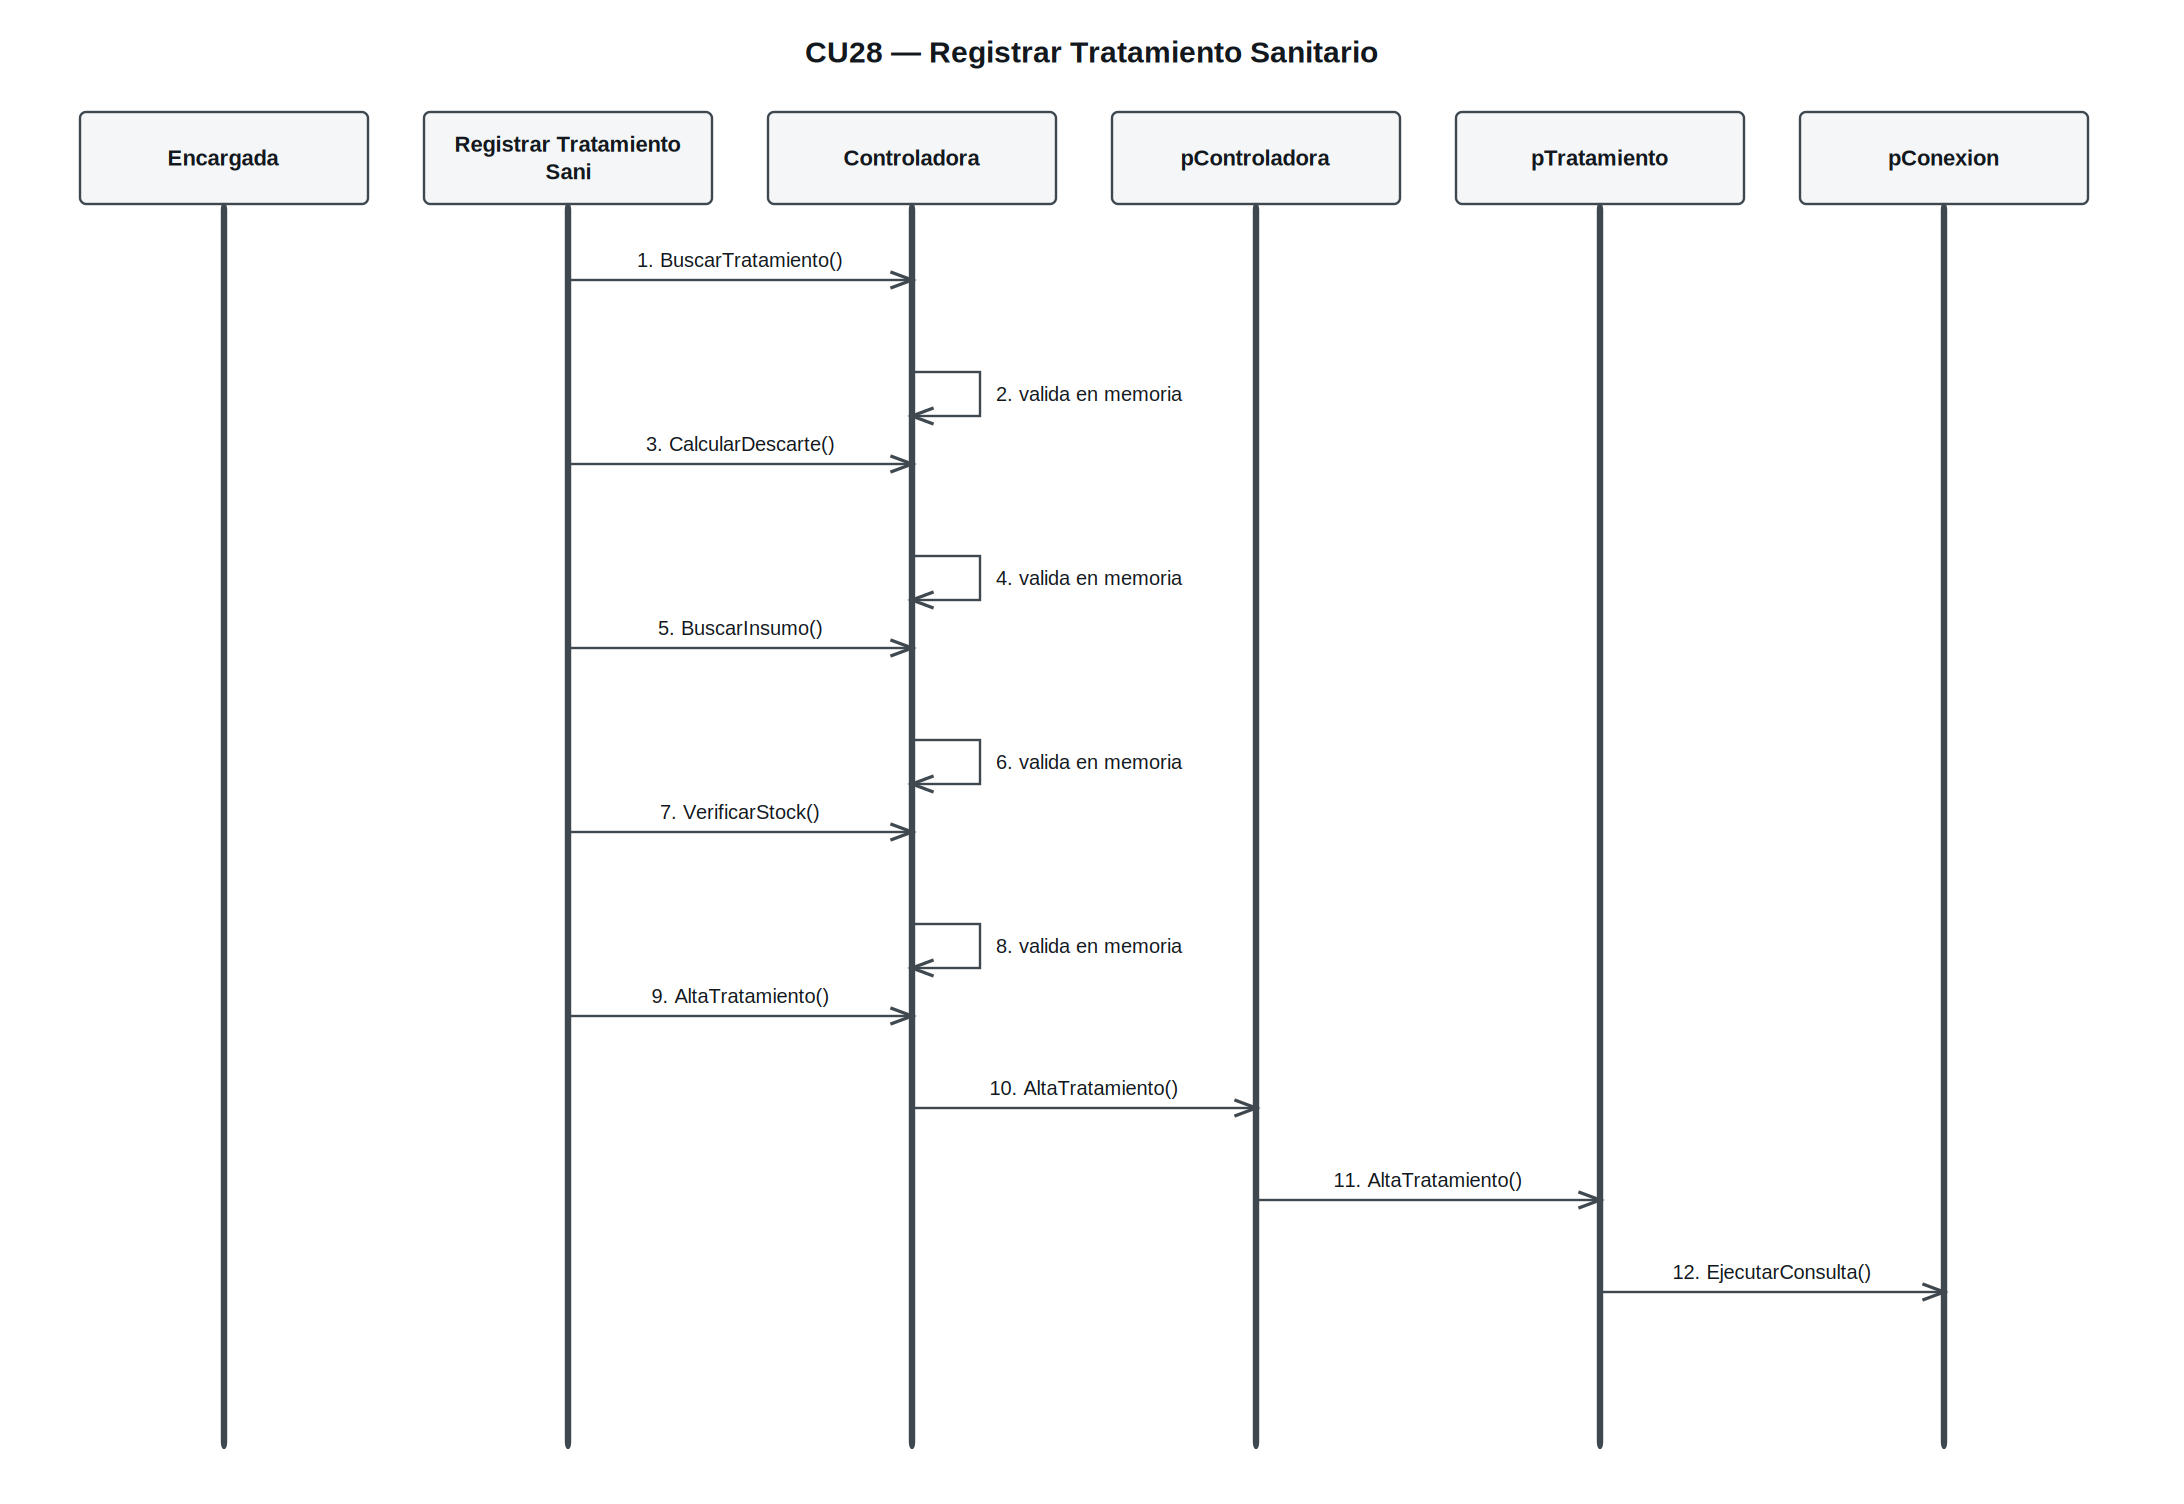 CU28 — Registrar Tratamiento Sanitario
Encargada
Registrar Tratamiento
Sani
Controladora
pControladora
pTratamiento
pConexion
1. BuscarTratamiento()
2. valida en memoria
3. CalcularDescarte()
4. valida en memoria
5. BuscarInsumo()
6. valida en memoria
7. VerificarStock()
8. valida en memoria
9. AltaTratamiento()
10. AltaTratamiento()
11. AltaTratamiento()
12. EjecutarConsulta()